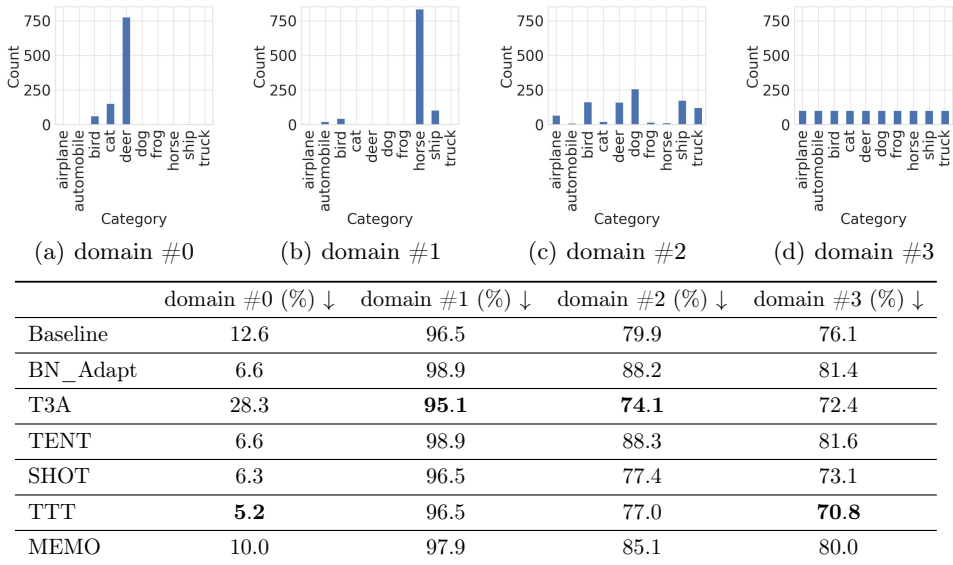 750
500
250
0
Count
airplane
automobile
bird
cat
deer
dog
frog
horse
ship
truck
Category
(a) domain #0
750
500
250
0
Count
airplane
automobile
bird
cat
deer
dog
frog
horse
ship
truck
Category
(b) domain #1
750
500
250
0
Count
airplane
automobile
bird
cat
deer
dog
frog
horse
ship
truck
Category
(c) domain #2
750
500
250
0
Count
airplane
automobile
bird
cat
deer
dog
frog
horse
ship
truck
Category
(d) domain #3
domain #0 (%) ↓ domain #1 (%) ↓ domain #2 (%) ↓ domain #3 (%) ↓
Baseline 12.6 96.5 79.9 76.1
BN_Adapt 6.6 98.9 88.2 81.4
T3A 28.3 95.1 74.1 72.4
TENT 6.6 98.9 88.3 81.6
SHOT 6.3 96.5 77.4 73.1
TTT 5.2 96.5 77.0 70.8
MEMO 10.0 97.9 85.1 80.0